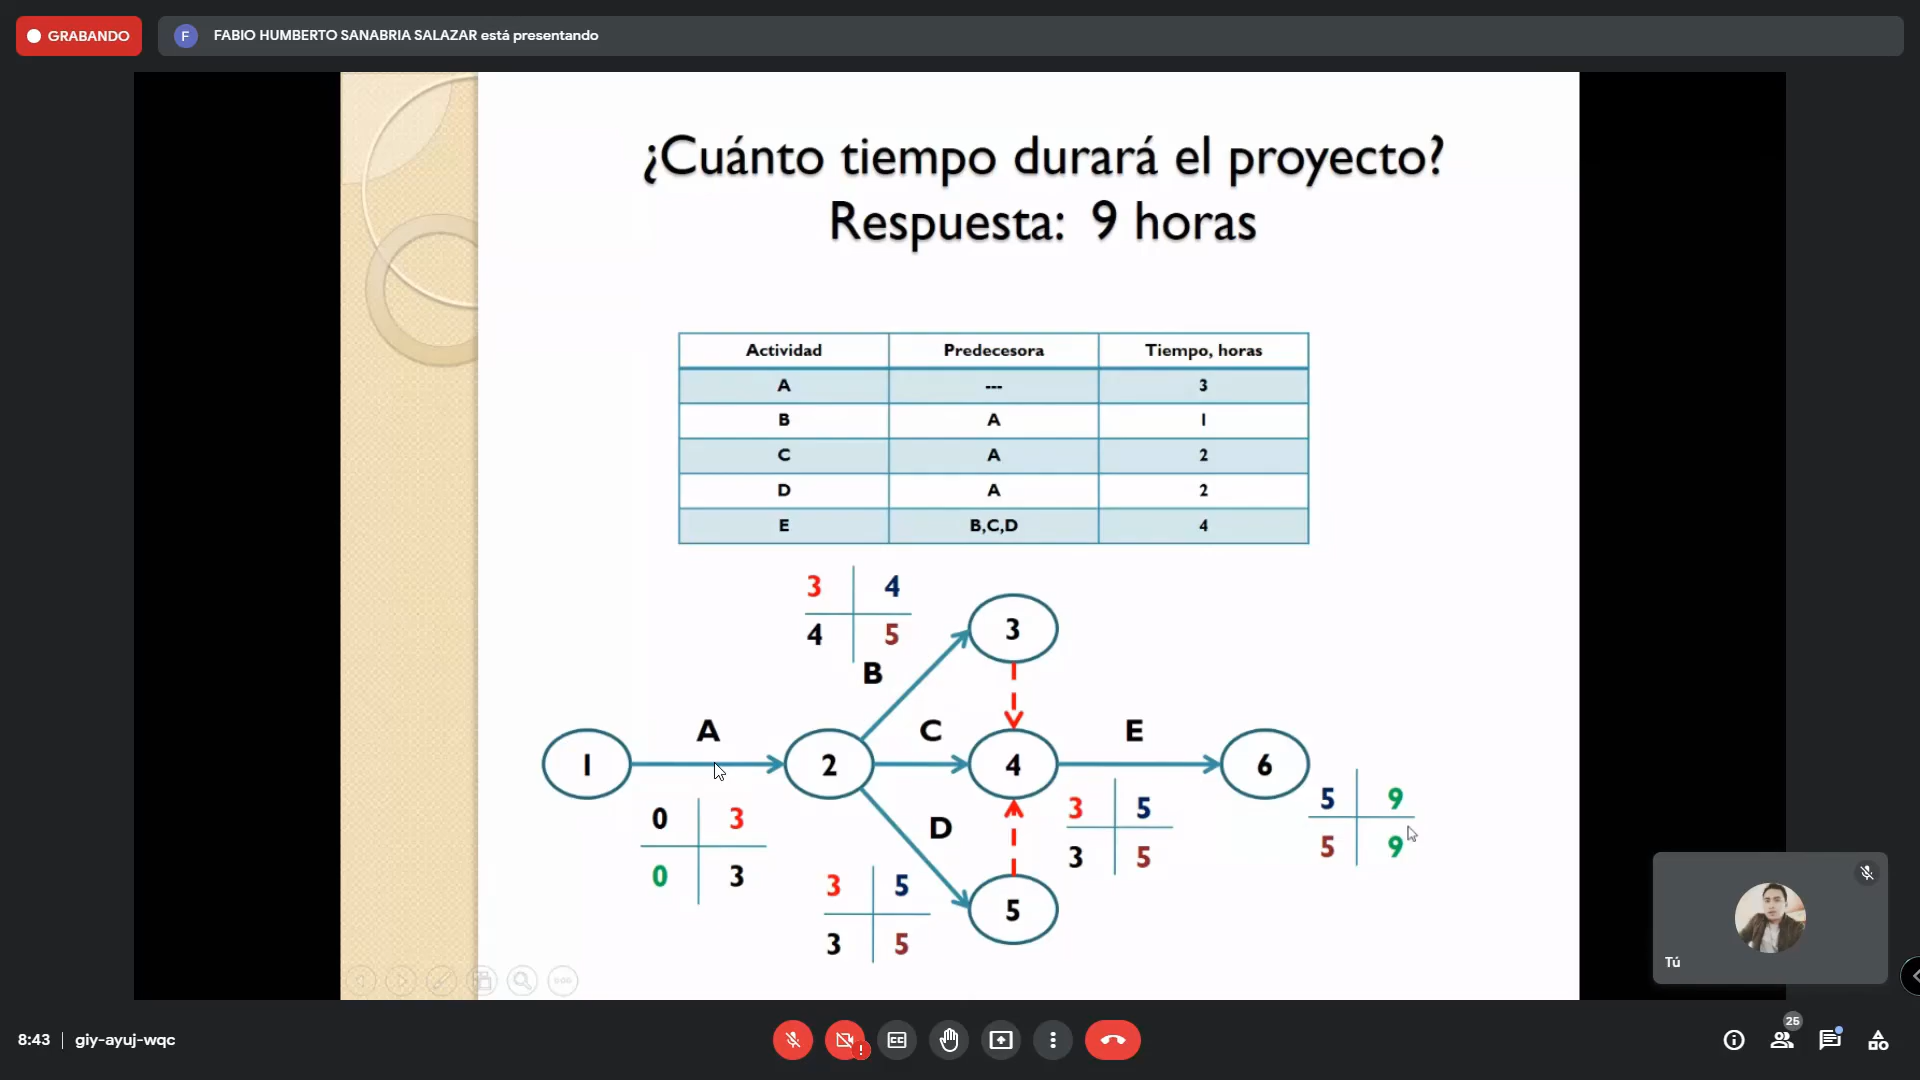 GRABANDO
F
FABIO HUMBERTO SANABRIA SALAZAR está presentando
¿Cuánto tiempo durará el proyecto?
Respuesta: 9 horas
Actividad Predecesora Tiempo, horas
A --- 3
B A 1
C A 2
D A 2
E B,C,D 4
3 4
4 5
B
3
A
C
E
1
2
4
6
0 3
0 3
D
3 5
3 5
5
3 5
3 5
5 9
5 9
Tú
8:43
giy-ayuj-wqc
CC
!
25